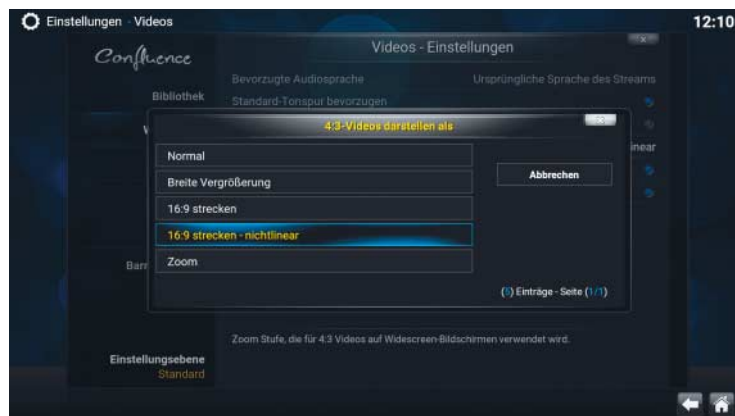 Einstellungen - Videos
12:10
Confluence
Videos - Einstellungen
Bevorzugte Audiosprache Ursprüngliche Sprache des Streams
Bibliothek
Standard-Tonspur bevorzugen
4:3-Videos darstellen als
inear
Normal
Abbrechen
Breite Vergrößerung
16:9 strecken
16:9 strecken - nichtlinear
Barr
Zoom
(5) Einträge - Seite (1/1)
Zoom Stufe, die für 4:3 Videos auf Widescreen-Bildschirmen verwendet wird.
Einstellungsebene
Standard